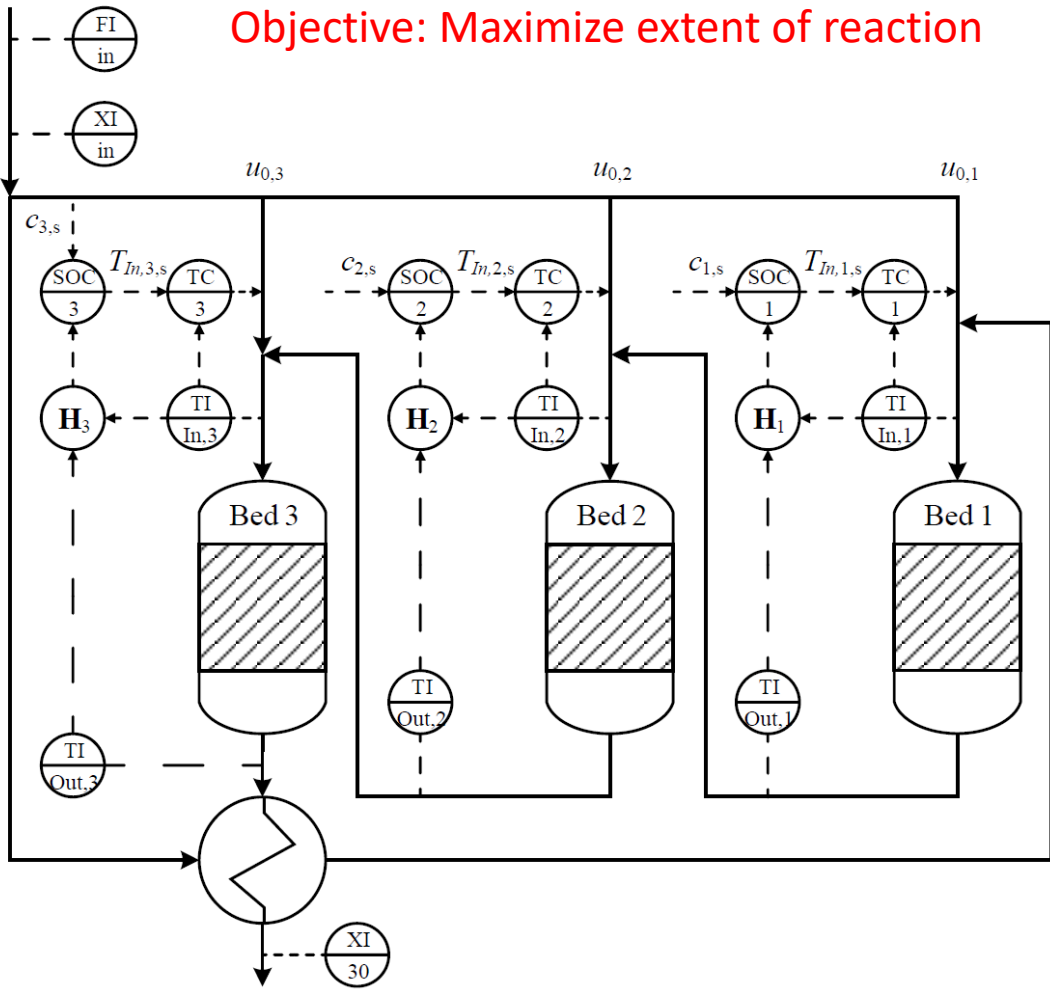 Objective: Maximize extent of reaction
FI
in
XI
in
u0,3
u0,2
u0,1
c3,s
TIn,3,s
c2,s
TIn,2,s
c1,s
TIn,1,s
SOC
3
TC
3
SOC
2
TC
2
SOC
1
TC
1
H3
TI
In,3
H2
TI
In,2
H1
TI
In,1
Bed 3
Bed 2
Bed 1
TI
Out,2
TI
Out,1
TI
Out,3
XI
30